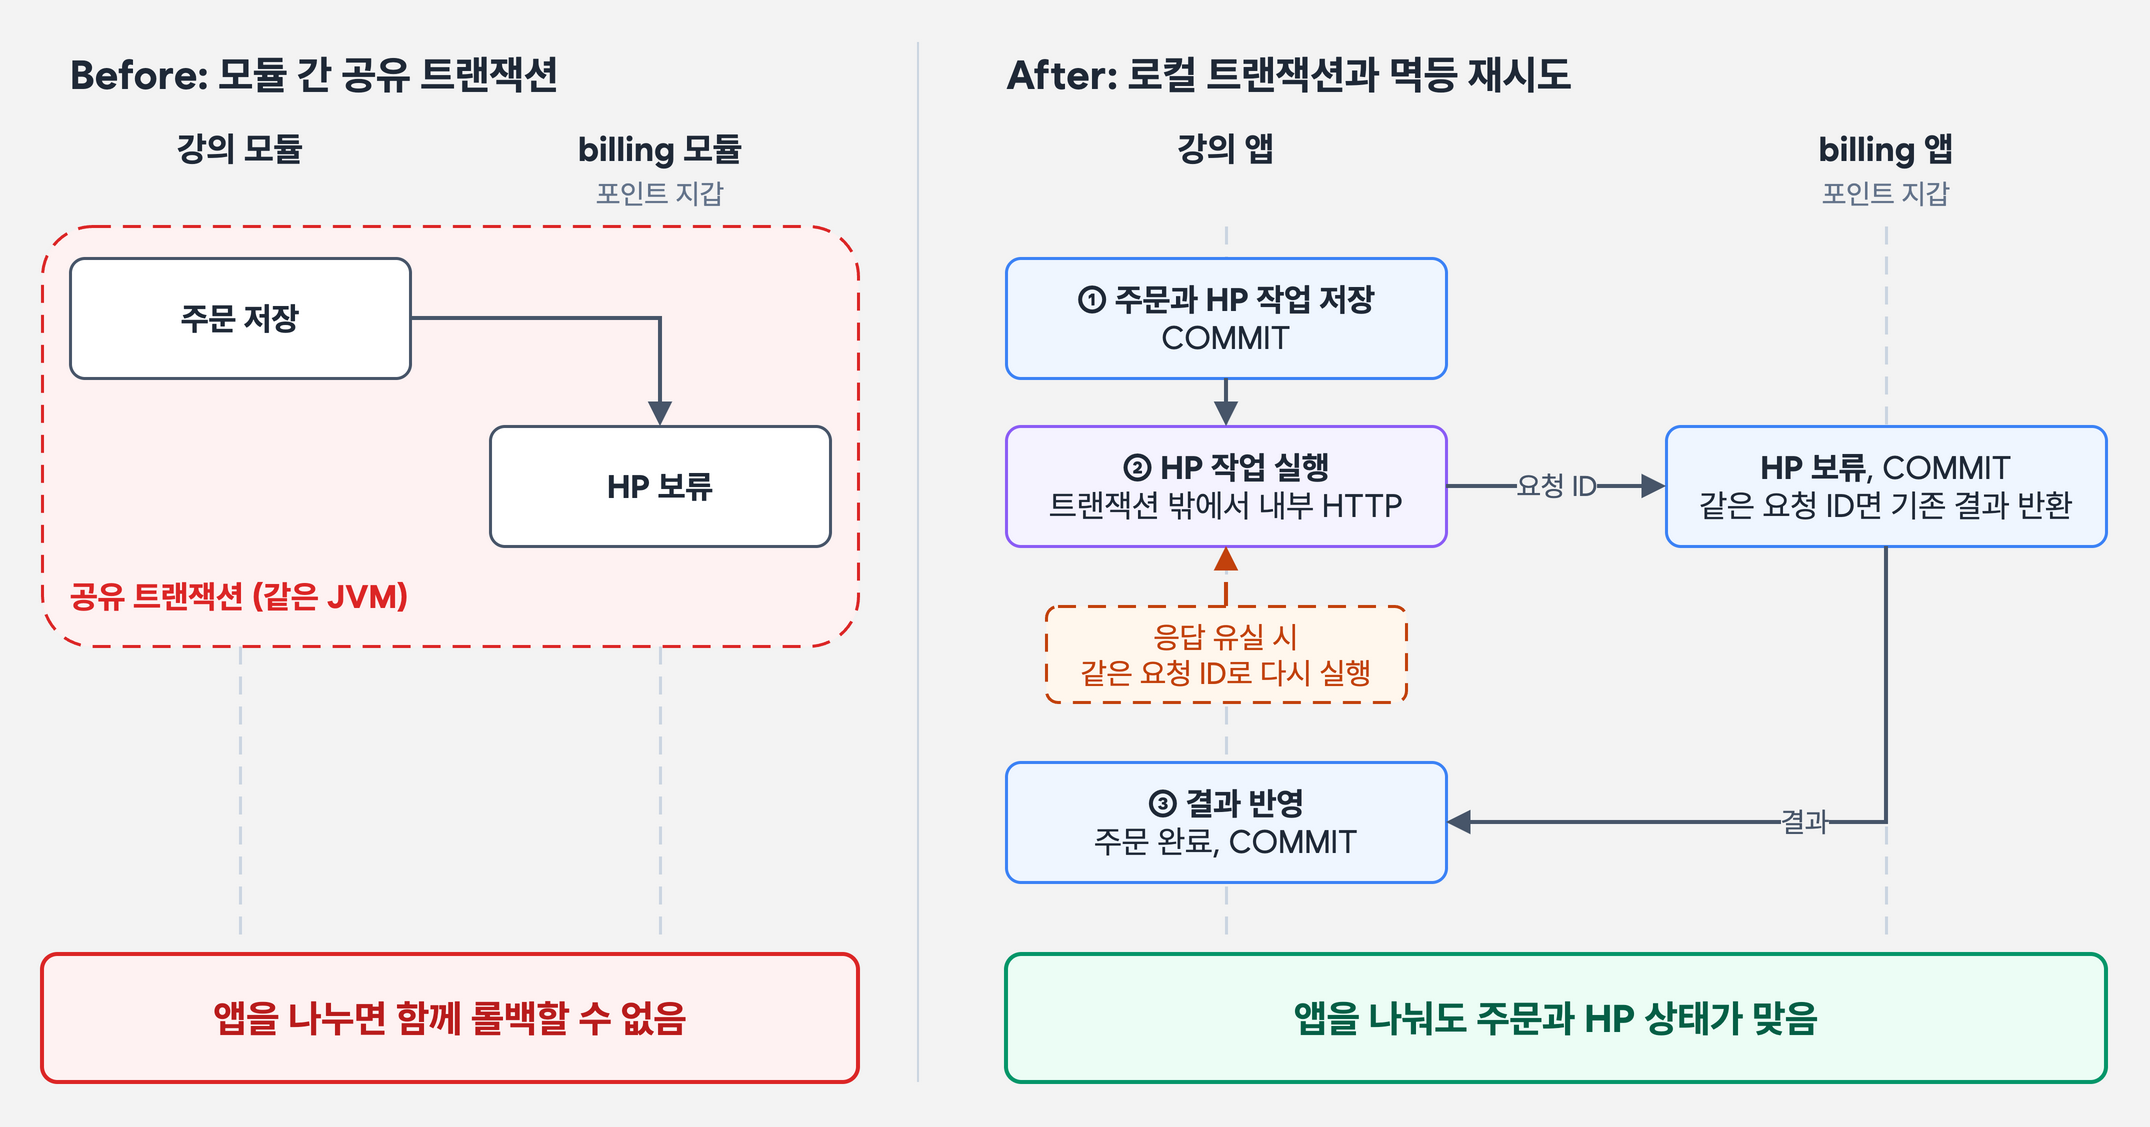 Before: 모듈 간 공유 트랜잭션
강의 모듈
billing 모듈
포인트 지갑
주문 저장
HP 보류
공유 트랜잭션 (같은 JVM)
앱을 나누면 함께 롤백할 수 없음
After: 로컬 트랜잭션과 멱등 재시도
강의 앱
billing 앱
포인트 지갑
① 주문과 HP 작업 저장
COMMIT
② HP 작업 실행
트랜잭션 밖에서 내부 HTTP
요청 ID
HP 보류, COMMIT
같은 요청 ID면 기존 결과 반환
응답 유실 시
같은 요청 ID로 다시 실행
③ 결과 반영
주문 완료, COMMIT
결과
앱을 나눠도 주문과 HP 상태가 맞음